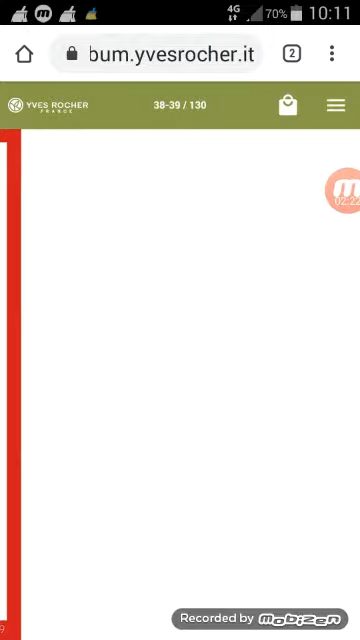 4G 70% 10:11
bum.yvesrocher.it 2
YVES ROCHER
FRANCE
38-39 / 130
02:22
9
Recorded by mobizen